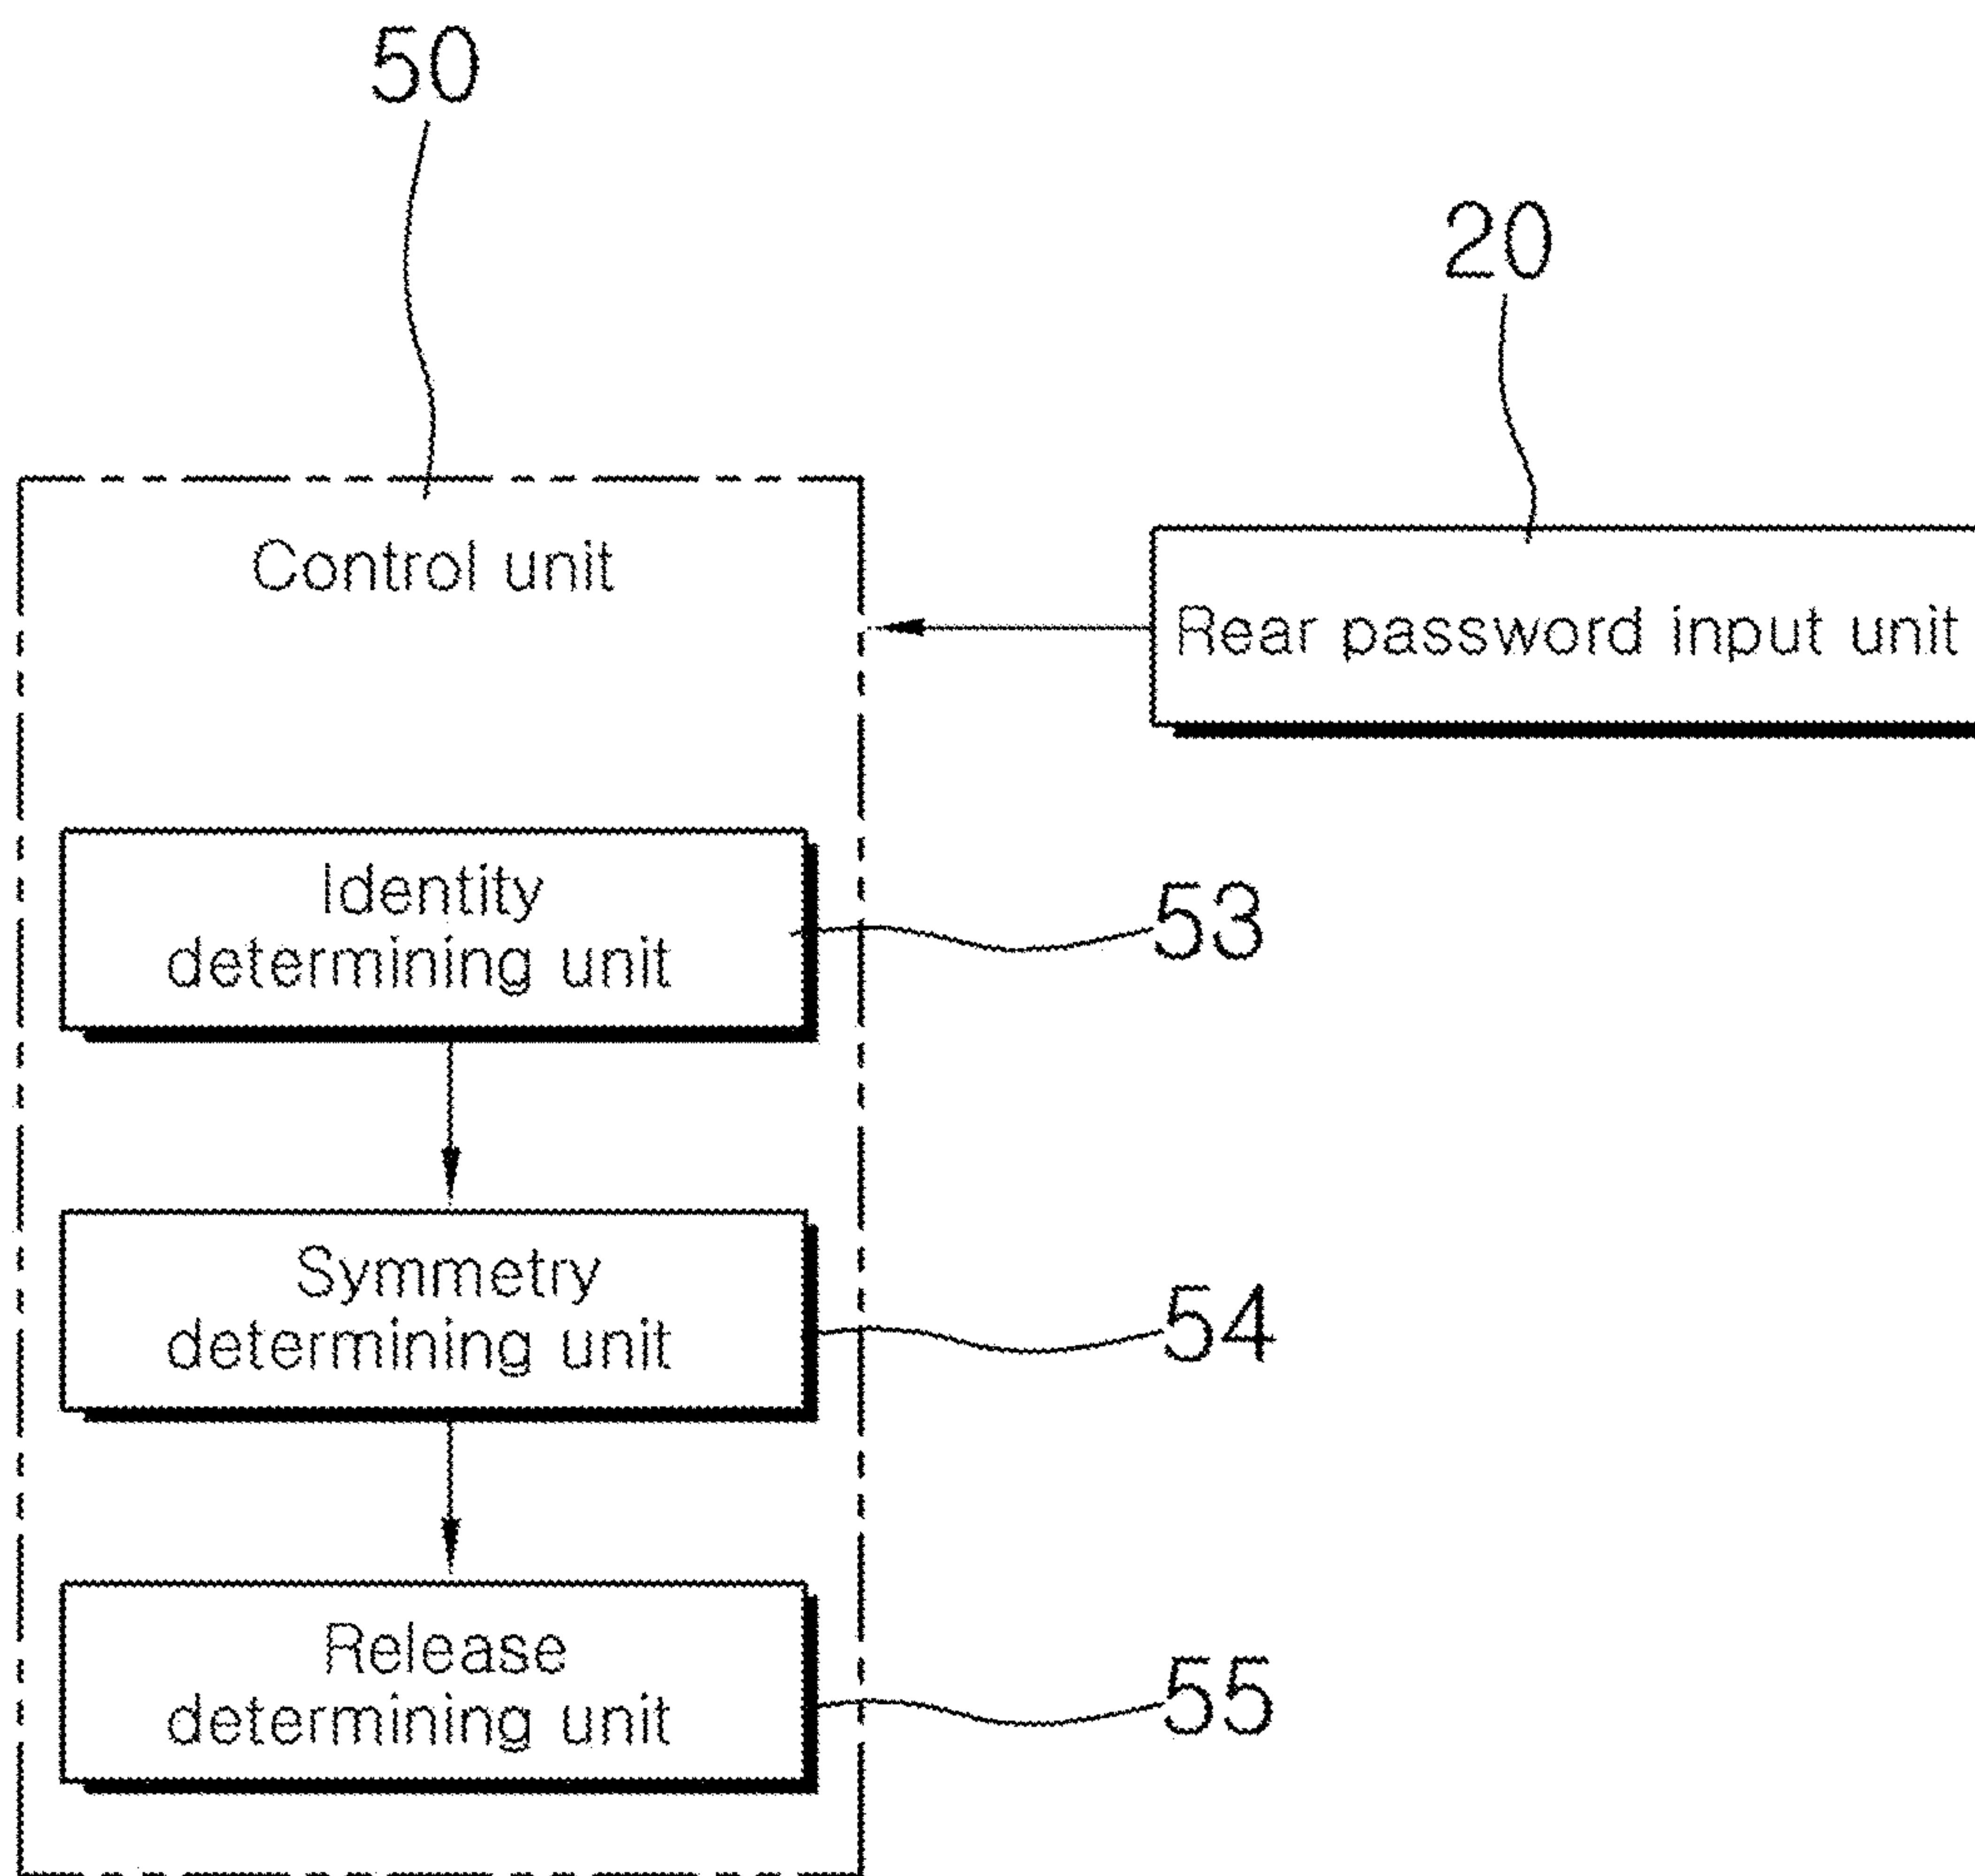 50
20
Control unit
Rear password input unit
Identity
determining unit
53
Symmetry
determining unit
54
Release
determining unit
55